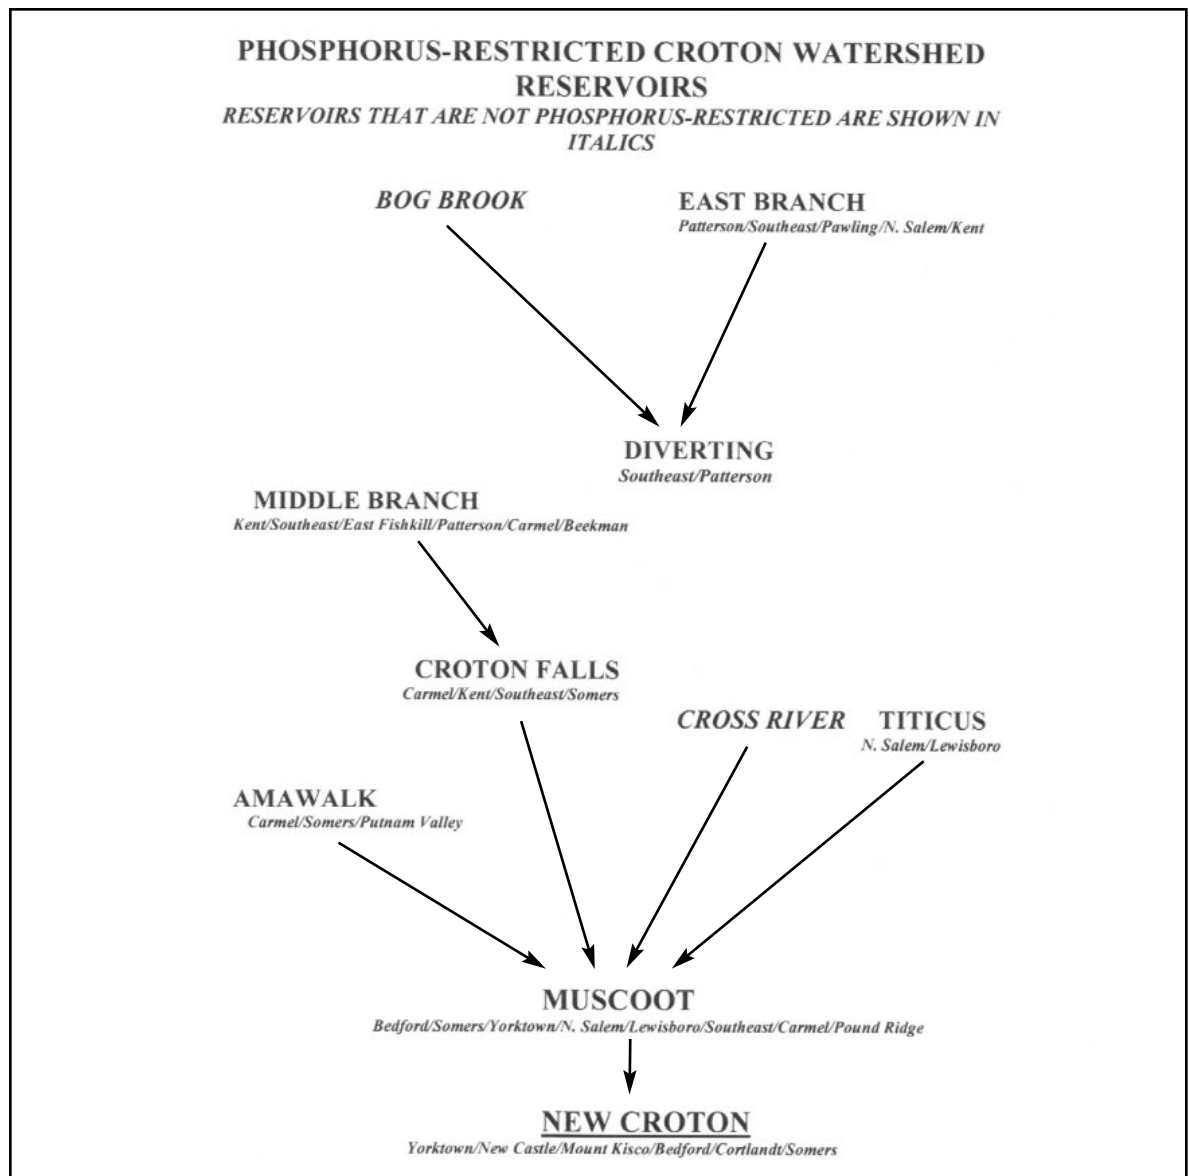 PHOSPHORUS-RESTRICTED CROTON WATERSHED
RESERVOIRS
RESERVOIRS THAT ARE NOT PHOSPHORUS-RESTRICTED ARE SHOWN IN
ITALICS
BOG BROOK
EAST BRANCH
Patterson/Southeast/Pawling/N. Salem/Kent
DIVERTING
Southeast/Patterson
MIDDLE BRANCH
Kent/Southeast/East Fishkill/Patterson/Carmel/Beekman
CROTON FALLS
Carmel/Kent/Southeast/Somers
CROSS RIVER
TITICUS
N. Salem/Lewisboro
AMAWALK
Carmel/Somers/Putnam Valley
MUSCOOT
Bedford/Somers/Yorktown/N. Salem/Lewisboro/Southeast/Carmel/Pound Ridge
NEW CROTON
Yorktown/New Castle/Mount Kisco/Bedford/Cortlandt/Somers